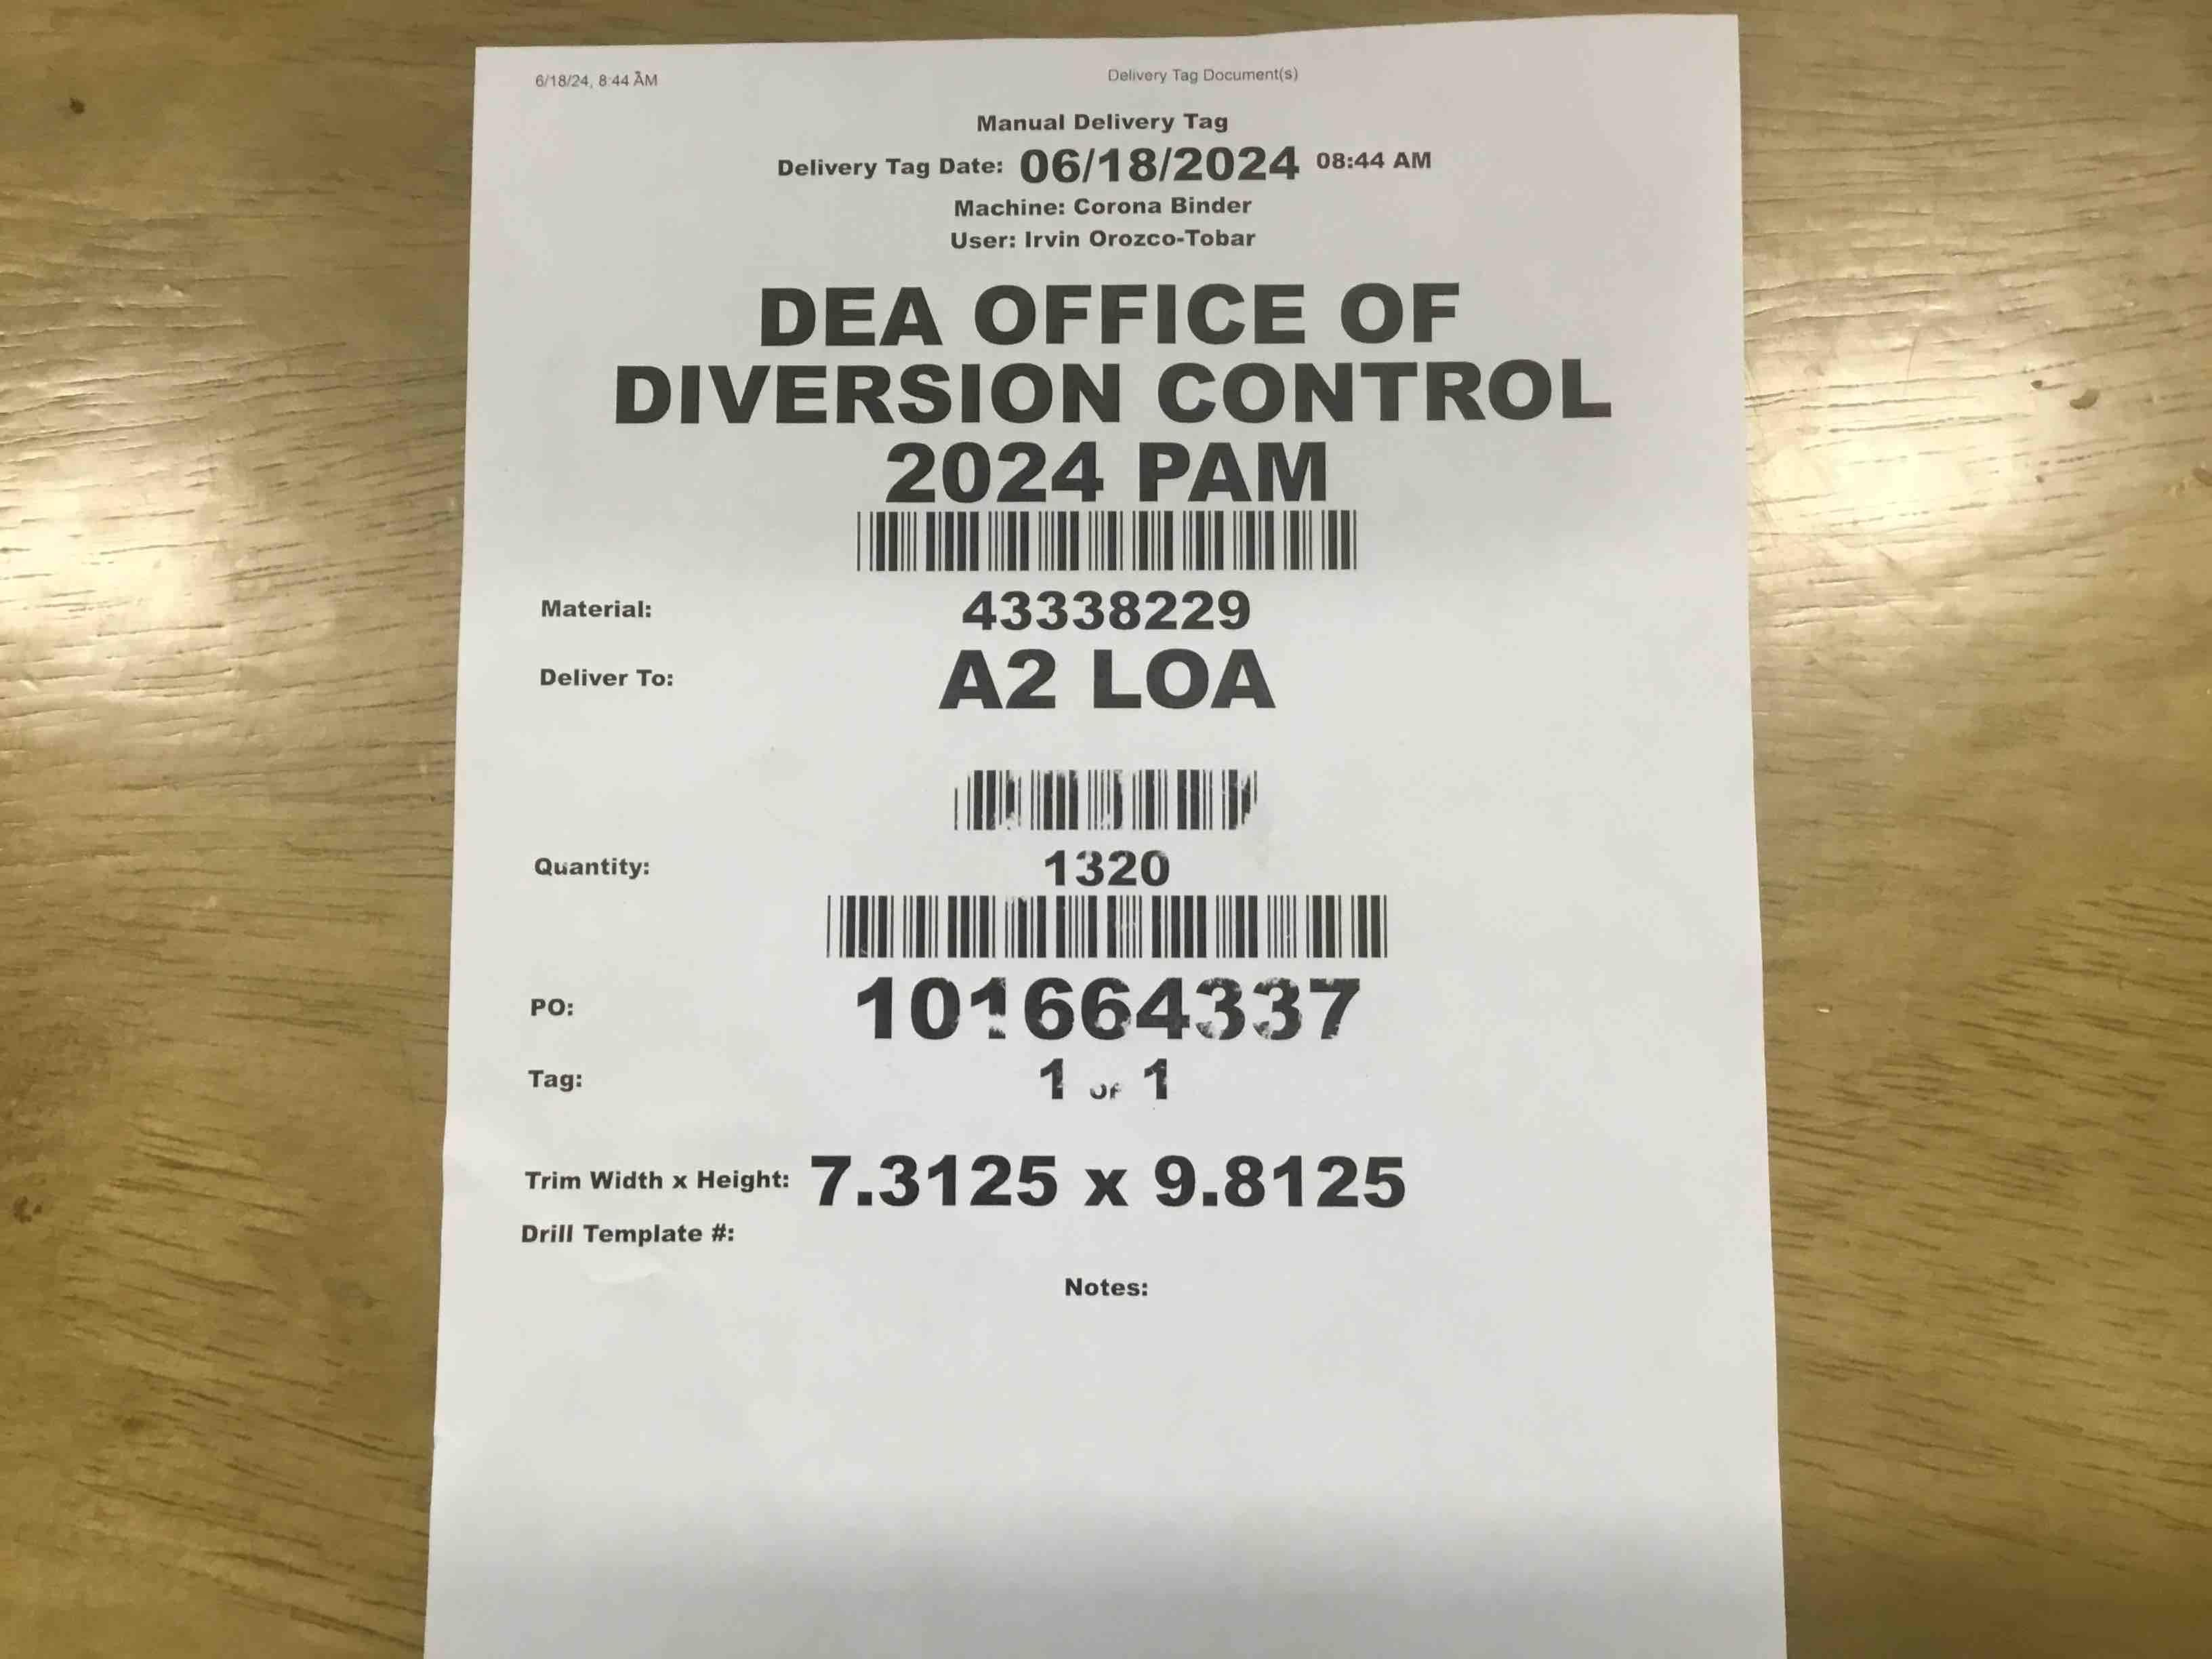 6/18/24, 8:44 AM
Delivery Tag Document(s)
Manual Delivery Tag
Delivery Tag Date: 06/18/2024 08:44 AM
Machine: Corona Binder
User: Irvin Orozco-Tobar
DEA OFFICE OF
DIVERSION CONTROL
2024 PAM
Material: 43338229
Deliver To: A2 LOA
Quantity: 1320
PO: 101664337
Tag: 1 OF 1
Trim Width x Height: 7.3125 x 9.8125
Drill Template #:
Notes: